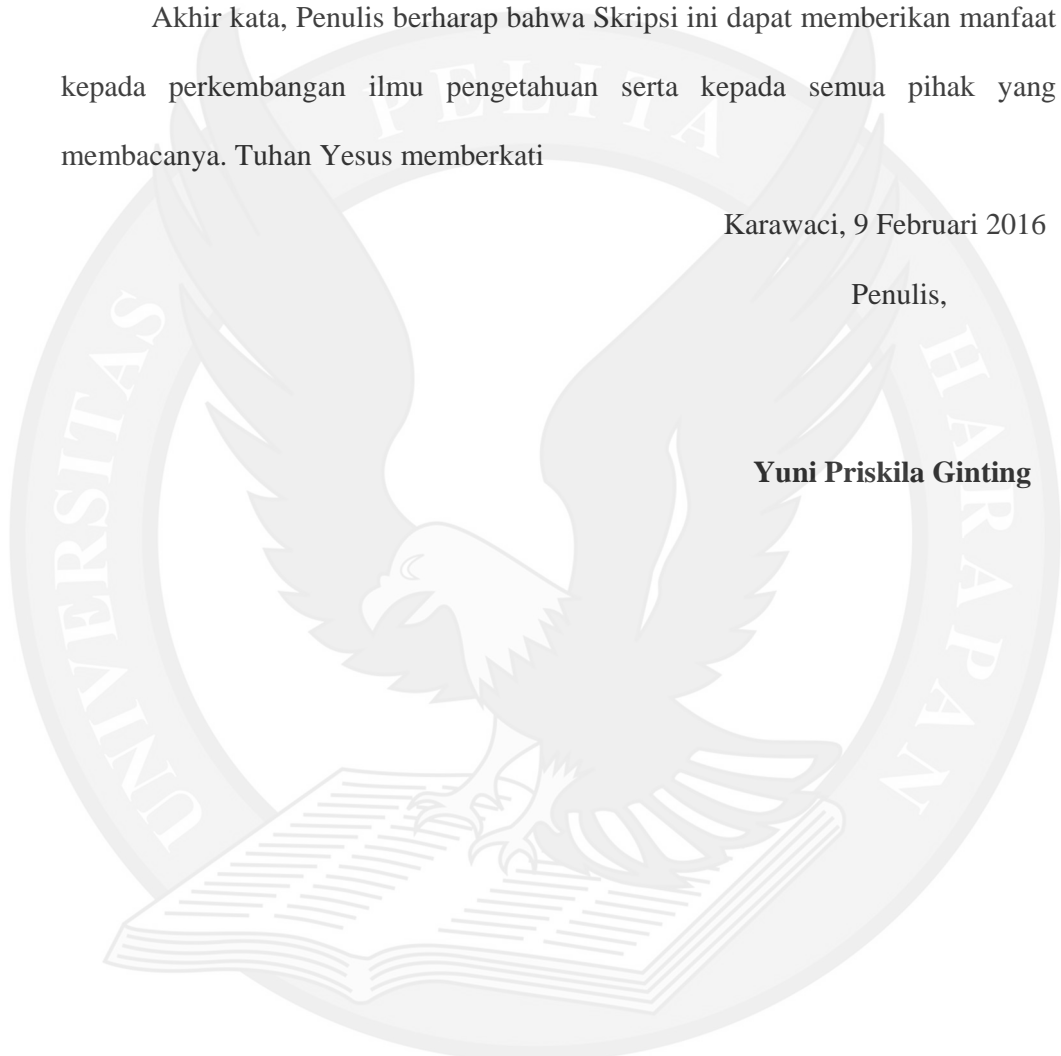 Akhir kata, Penulis berharap bahwa Skripsi ini dapat memberikan manfaat
kepada perkembangan ilmu pengetahuan serta kepada semua pihak yang
membacanya. Tuhan Yesus memberkati
Karawaci, 9 Februari 2016
Penulis,
Yuni Priskila Ginting
UNIVERSITAS PELITA HARAPAN